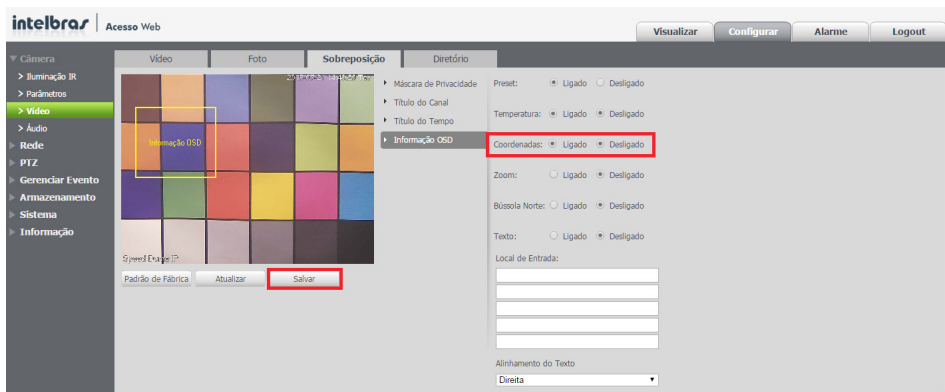 intelbras Acesso Web
Visualizar Configurar Alarme Logout
Câmera
Iluminação IR
Parâmetros
Vídeo
Áudio
Rede
PTZ
Gerenciar Evento
Armazenamento
Sistema
Informação
Vídeo Foto Sobreposição Diretório
Informação OSD
Speed Dome IP
Padrão de Fábrica Atualizar Salvar
Máscara de Privacidade
Título do Canal
Título do Tempo
Informação OSD
Preset: Ligado Desligado
Temperatura: Ligado Desligado
Coordenadas: Ligado Desligado
Zoom: Ligado Desligado
Bússola Norte: Ligado Desligado
Texto: Ligado Desligado
Local de Entrada:
Alinhamento do Texto
Direita